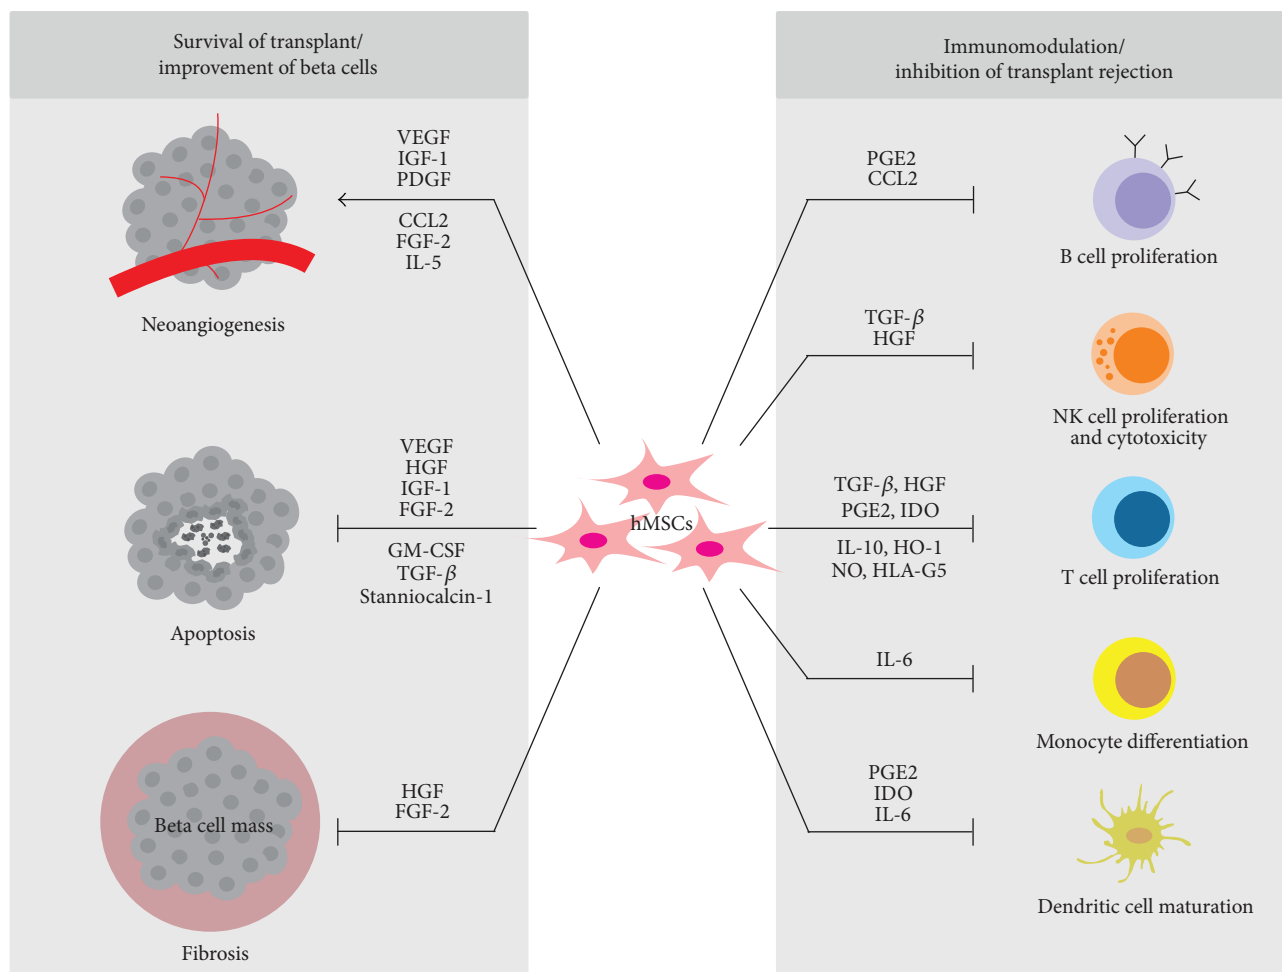 Survival of transplant/
improvement of beta cells
VEGF
IGF-1
PDGF
CCL2
FGF-2
IL-5
Neoangiogenesis
VEGF
HGF
IGF-1
FGF-2
GM-CSF
TGF-β
Stanniocalcin-1
Apoptosis
HGF
FGF-2
Beta cell mass
Fibrosis
hMSCs
Immunomodulation/
inhibition of transplant rejection
PGE2
CCL2
B cell proliferation
TGF-β
HGF
NK cell proliferation
and cytotoxicity
TGF-β, HGF
PGE2, IDO
IL-10, HO-1
NO, HLA-G5
T cell proliferation
IL-6
Monocyte differentiation
PGE2
IDO
IL-6
Dendritic cell maturation